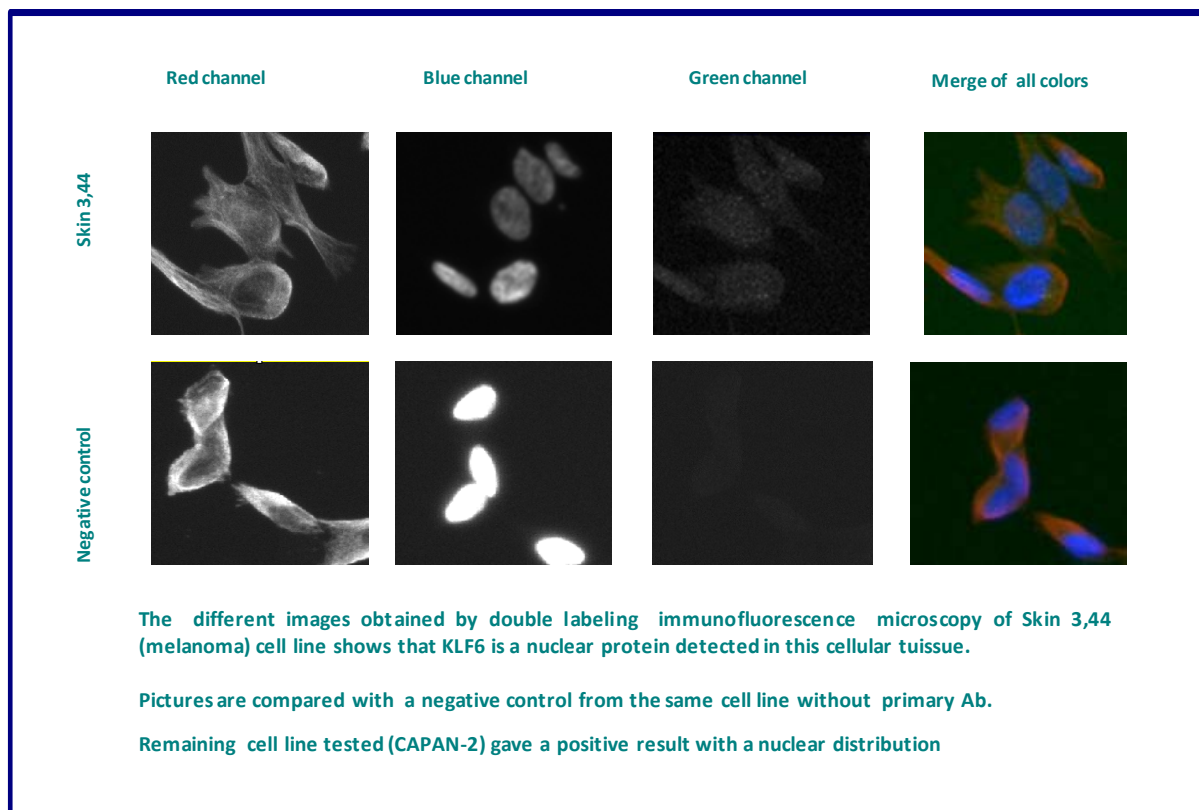 Red channel Blue channel Green channel Merge of all colors
Skin 3,44
Negative control
The different images obtained by double labeling immunofluorescence microscopy of Skin 3,44
(melanoma) cell line shows that KLF6 is a nuclear protein detected in this cellular tuissue.
Pictures are compared with a negative control from the same cell line without primary Ab.
Remaining cell line tested (CAPAN-2) gave a positive result with a nuclear distribution